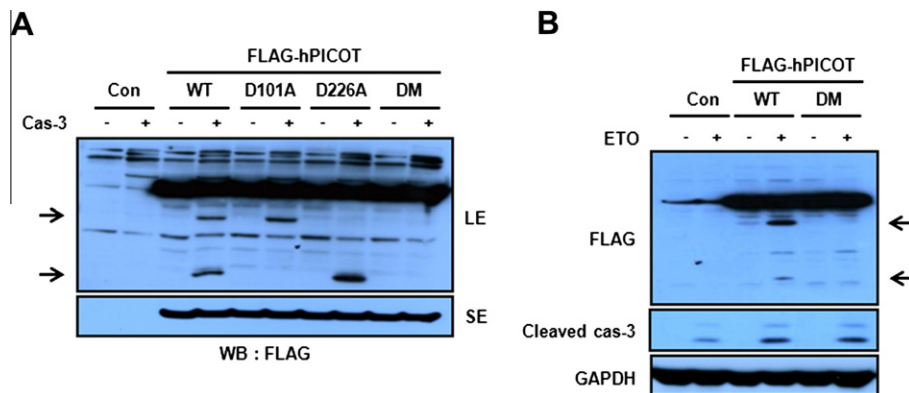 A
FLAG-hPICOT
Con WT D101A D226A DM
Cas-3 - + - + - + - + - +
LE
SE
WB : FLAG
B
FLAG-hPICOT
Con WT DM
ETO - + - + - +
FLAG
Cleaved cas-3
GAPDH